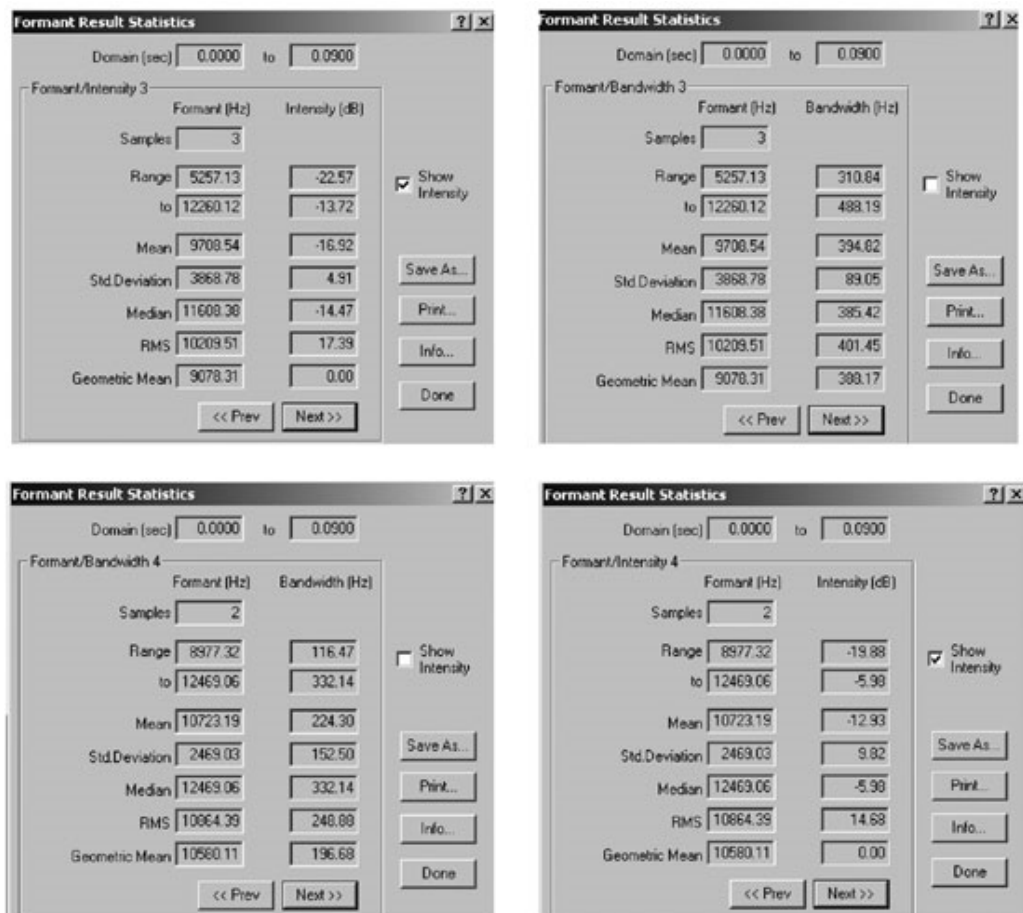 Formant Result Statistics
Domain (sec) 0.0000 to 0.0900
Formant/Intensity 3
Formant (Hz) Intensity (dB)
Samples 3
Range 5257.13 -22.57
to 12260.12 -13.72
Mean 9708.54 -16.92
Std.Deviation 3868.78 4.91
Median 11608.38 -14.47
RMS 10209.51 17.39
Geometric Mean 9078.31 0.00
Show Intensity
Save As...
Print...
Info...
Done
<< Prev Next >>
Formant Result Statistics
Domain (sec) 0.0000 to 0.0900
Formant/Bandwidth 3
Formant (Hz) Bandwidth (Hz)
Samples 3
Range 5257.13 310.84
to 12260.12 488.19
Mean 9708.54 394.82
Std.Deviation 3868.78 89.05
Median 11608.38 385.42
RMS 10209.51 401.45
Geometric Mean 9078.31 388.17
Show Intensity
Save As...
Print...
Info...
Done
<< Prev Next >>
Formant Result Statistics
Domain (sec) 0.0000 to 0.0900
Formant/Bandwidth 4
Formant (Hz) Bandwidth (Hz)
Samples 2
Range 8977.32 116.47
to 12469.06 332.14
Mean 10723.19 224.30
Std.Deviation 2469.03 152.50
Median 12469.06 332.14
RMS 10864.39 248.88
Geometric Mean 10580.11 196.68
Show Intensity
Save As...
Print...
Info...
Done
<< Prev Next >>
Formant Result Statistics
Domain (sec) 0.0000 to 0.0900
Formant/Intensity 4
Formant (Hz) Intensity (dB)
Samples 2
Range 8977.32 -19.88
to 12469.06 -5.98
Mean 10723.19 -12.93
Std.Deviation 2469.03 9.82
Median 12469.06 -5.98
RMS 10864.39 14.68
Geometric Mean 10580.11 0.00
Show Intensity
Save As...
Print...
Info...
Done
<< Prev Next >>